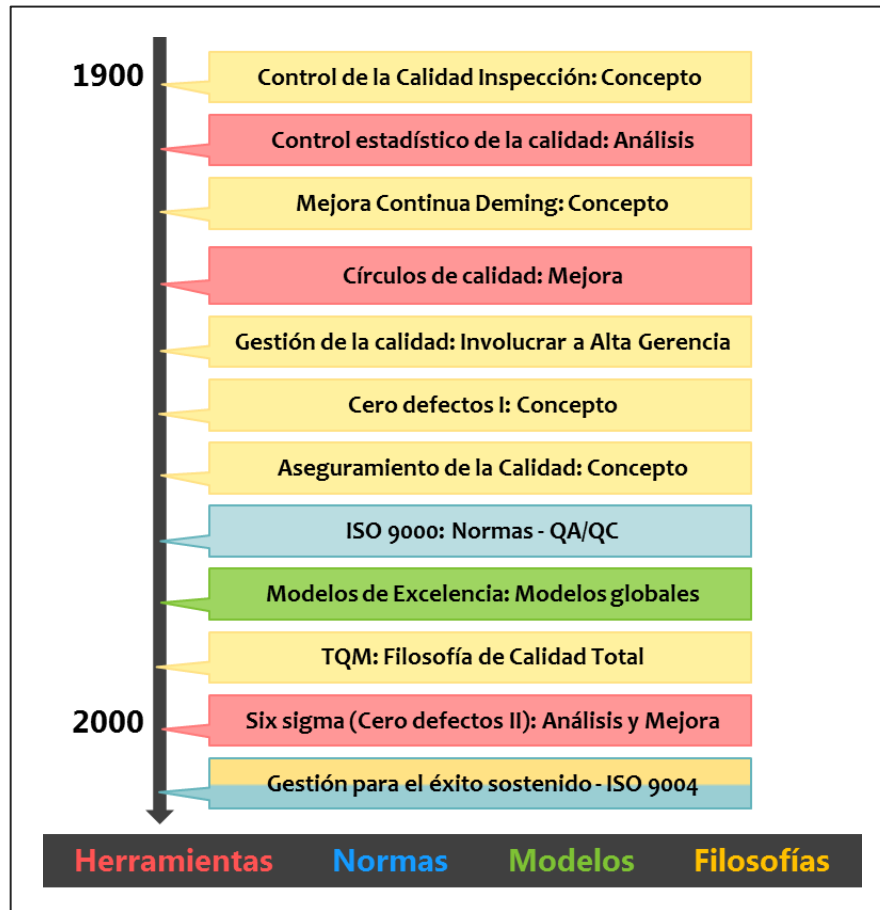 1900
Control de la Calidad Inspección: Concepto
Control estadístico de la calidad: Análisis
Mejora Continua Deming: Concepto
Círculos de calidad: Mejora
Gestión de la calidad: Involucrar a Alta Gerencia
Cero defectos I: Concepto
Aseguramiento de la Calidad: Concepto
ISO 9000: Normas - QA/QC
Modelos de Excelencia: Modelos globales
TQM: Filosofía de Calidad Total
2000
Six sigma (Cero defectos II): Análisis y Mejora
Gestión para el éxito sostenido - ISO 9004
Herramientas Normas Modelos Filosofías